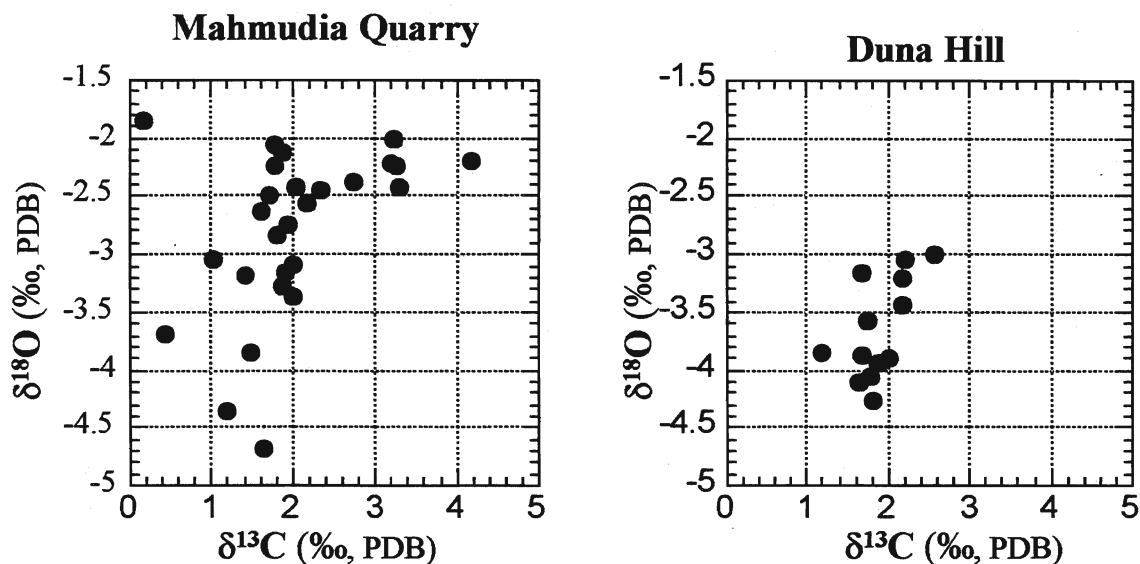 Mahmudia Quarry
-1.5
-2
-2.5
-3
-3.5
-4
-4.5
-5
0 1 2 3 4 5
δ¹⁸O (‰, PDB)
δ¹³C (‰, PDB)
Duna Hill
-1.5
-2
-2.5
-3
-3.5
-4
-4.5
-5
0 1 2 3 4 5
δ¹⁸O (‰, PDB)
δ¹³C (‰, PDB)